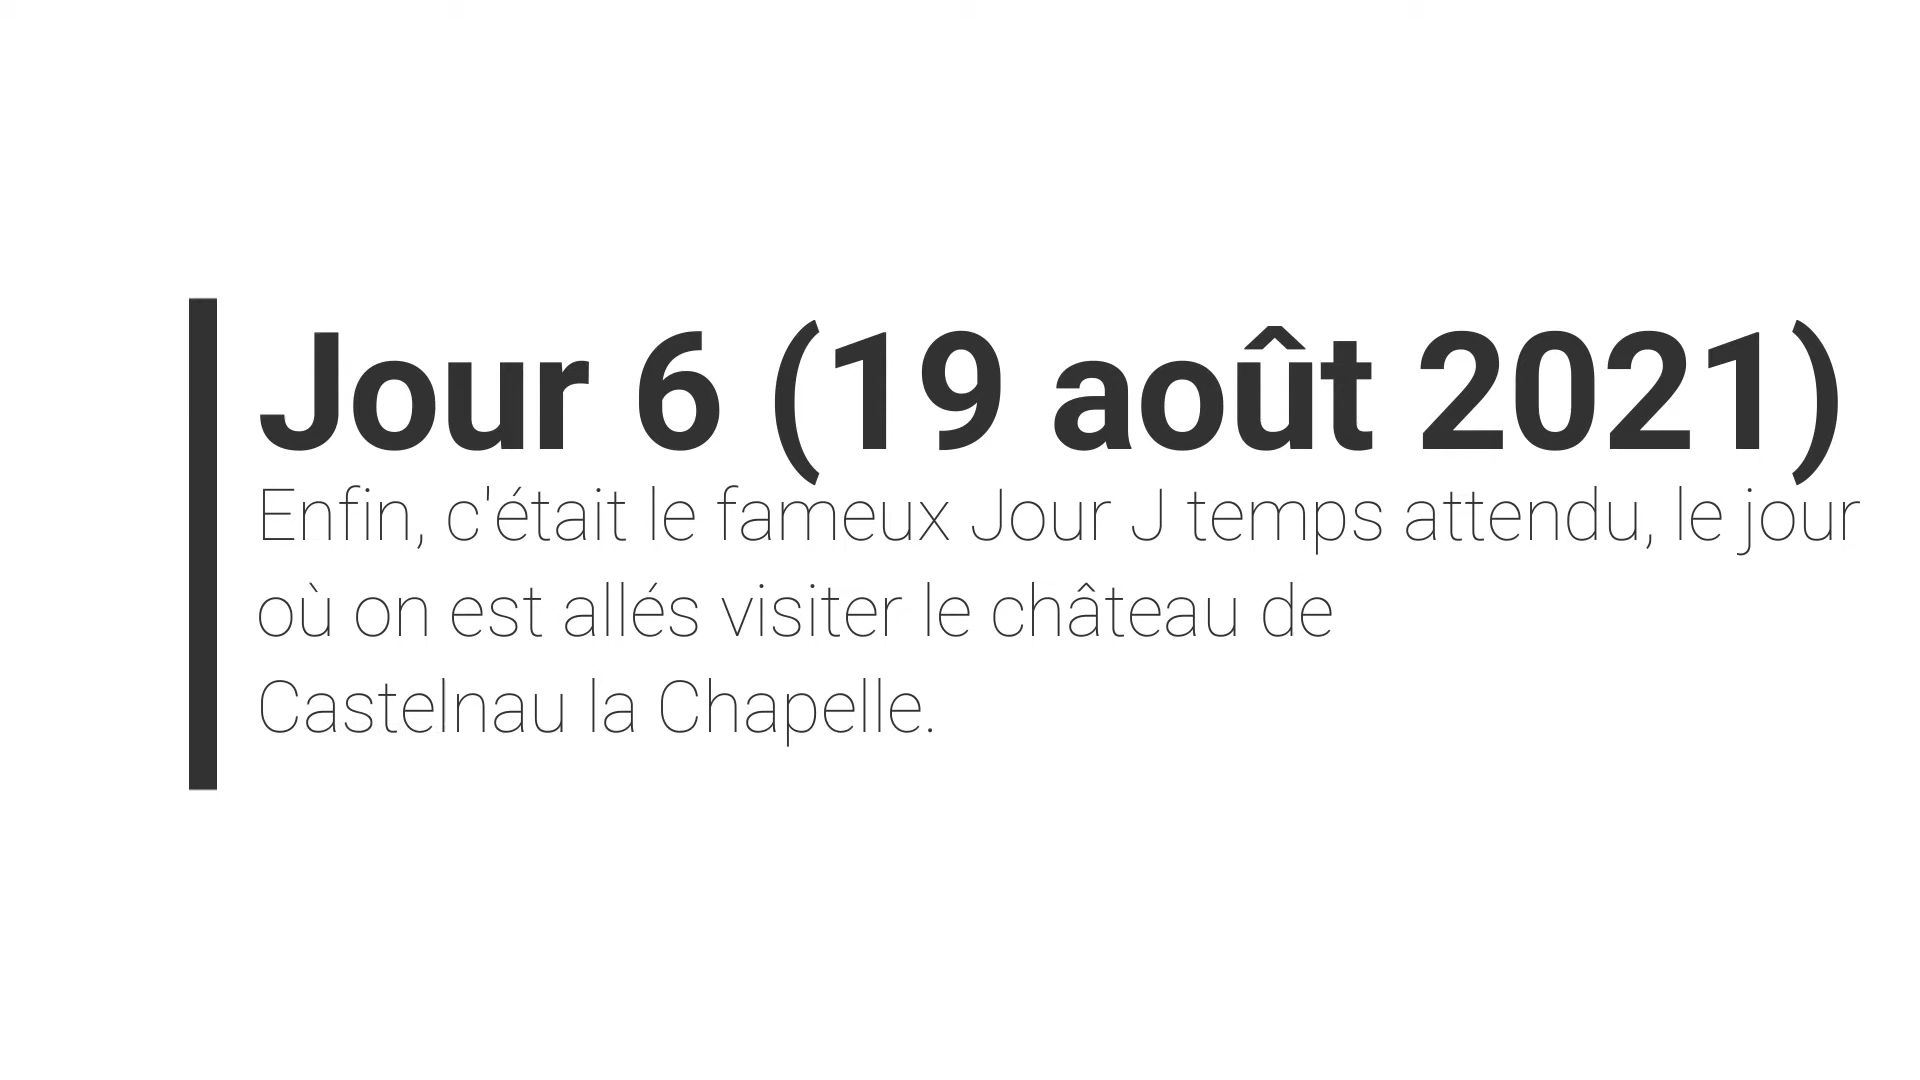 Jour 6 (19 août 2021)
Enfin, c'était le fameux Jour J temps attendu, le jour
où on est allés visiter le château de
Castelnau la Chapelle.